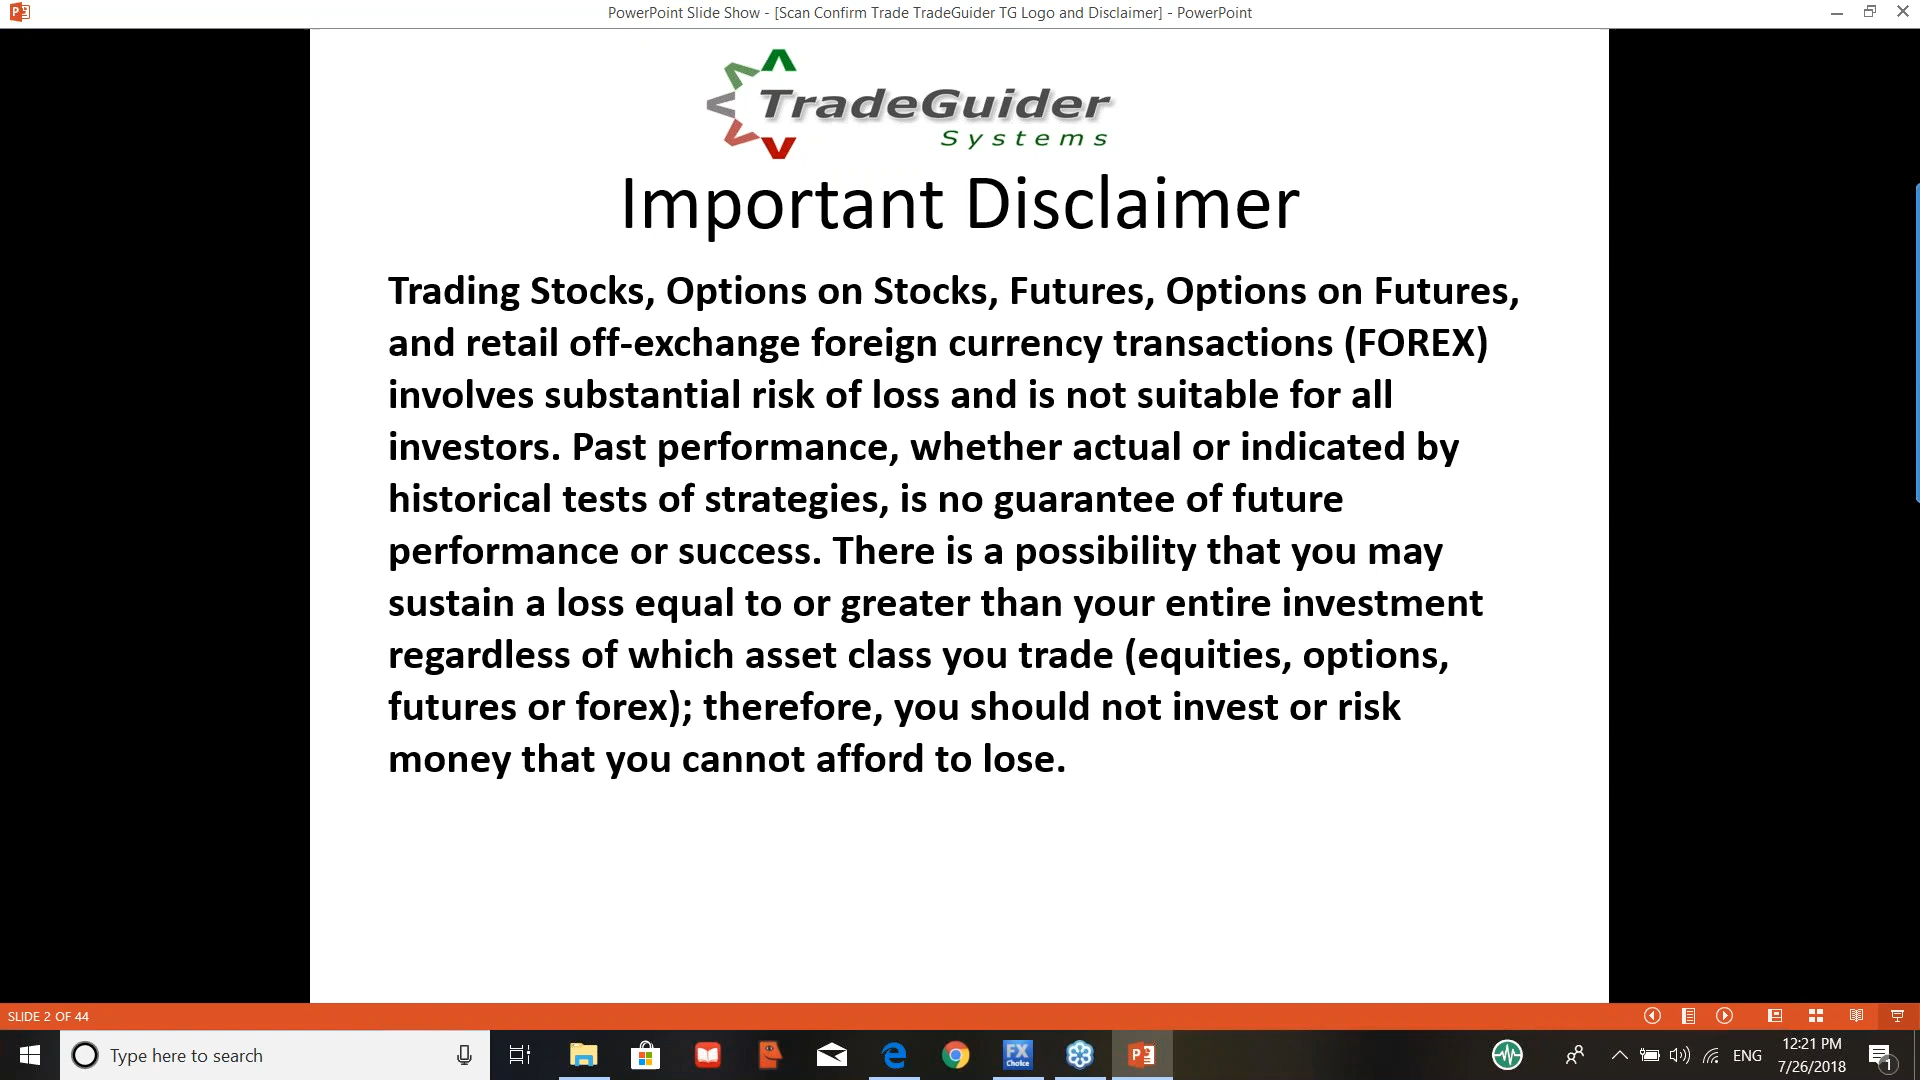 PowerPoint Slide Show - [Scan Confirm Trade TradeGuider TG Logo and Disclaimer] - PowerPoint
TradeGuider
Systems
Important Disclaimer
Trading Stocks, Options on Stocks, Futures, Options on Futures,
and retail off-exchange foreign currency transactions (FOREX)
involves substantial risk of loss and is not suitable for all
investors. Past performance, whether actual or indicated by
historical tests of strategies, is no guarantee of future
performance or success. There is a possibility that you may
sustain a loss equal to or greater than your entire investment
regardless of which asset class you trade (equities, options,
futures or forex); therefore, you should not invest or risk
money that you cannot afford to lose.
SLIDE 2 OF 44
Type here to search
FX
Choice
ENG
12:21 PM
7/26/2018
1